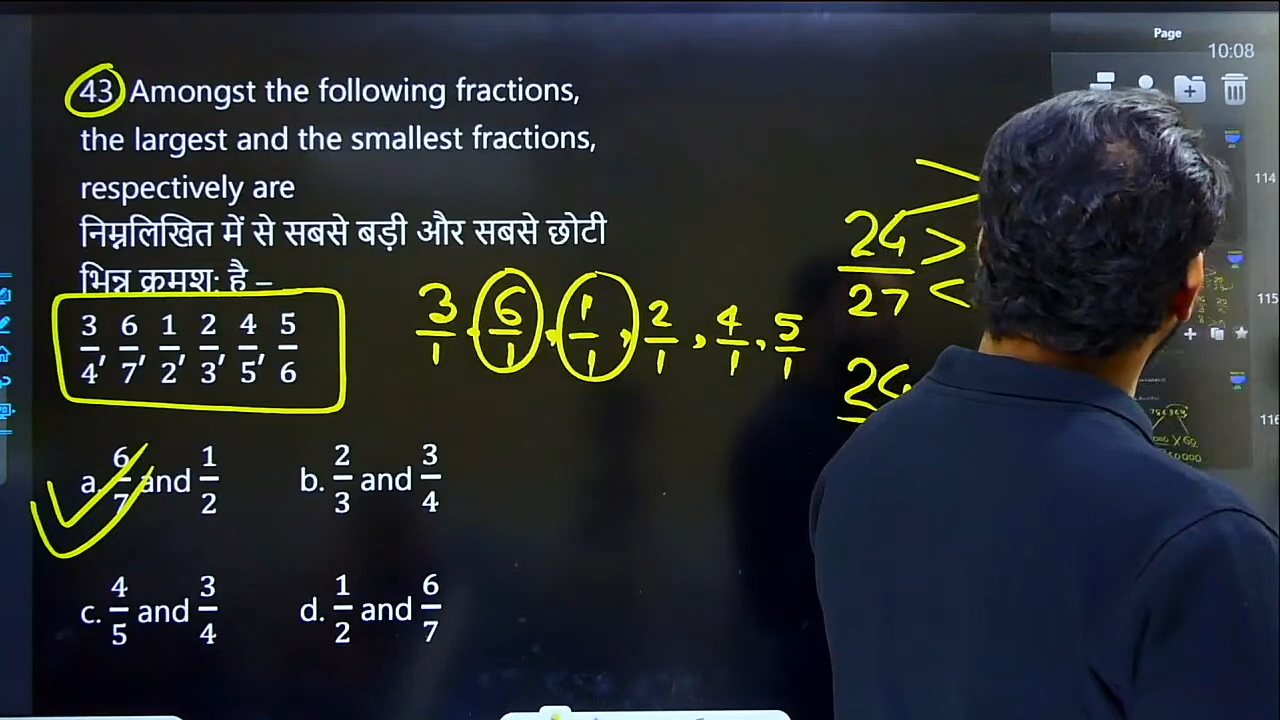 Page
10:08
43. Amongst the following fractions,
the largest and the smallest fractions,
respectively are
निम्नलिखित में से सबसे बड़ी और सबसे छोटी
भिन्न क्रमश: है –
3/4, 6/7, 1/2, 2/3, 4/5, 5/6
3/1, 6/1, 1/1, 2/1, 4/1, 5/1
24 >
27 <
a. 6/7 and 1/2 b. 2/3 and 3/4
c. 4/5 and 3/4 d. 1/2 and 6/7
114
115
116